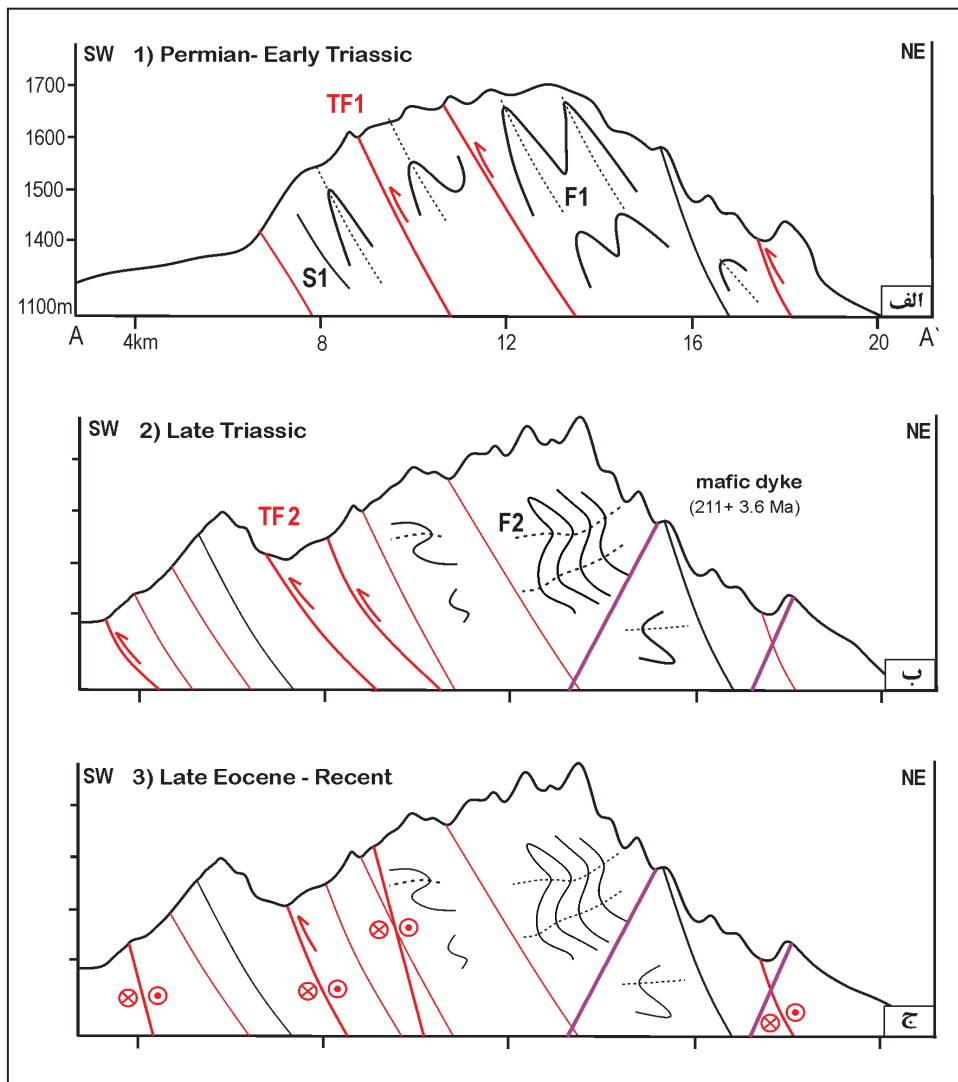 SW 1) Permian- Early Triassic NE
1700
TF1
1600
1500
F1
1400
S1
1100m
الف
A 4km 8 12 16 20 A`
SW 2) Late Triassic NE
mafic dyke
(211+ 3.6 Ma)
TF 2
F2
ب
SW 3) Late Eocene - Recent NE
ج